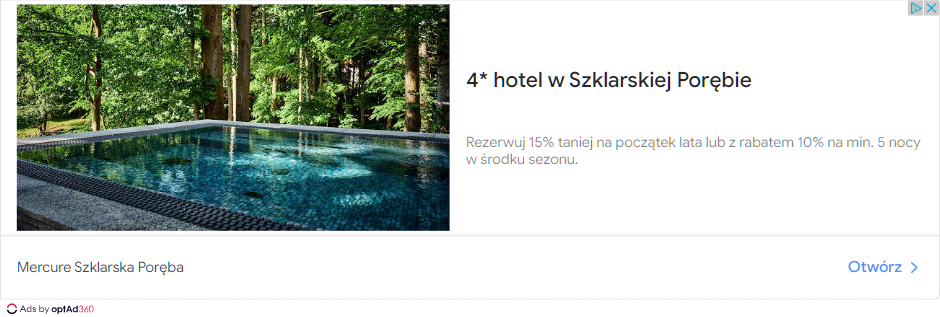 4* hotel w Szklarskiej Porębie
Rezerwuj 15% taniej na początek lata lub z rabatem 10% na min. 5 nocy
w środku sezonu.
Mercure Szklarska Poręba
Otwórz
Ads by optAd360